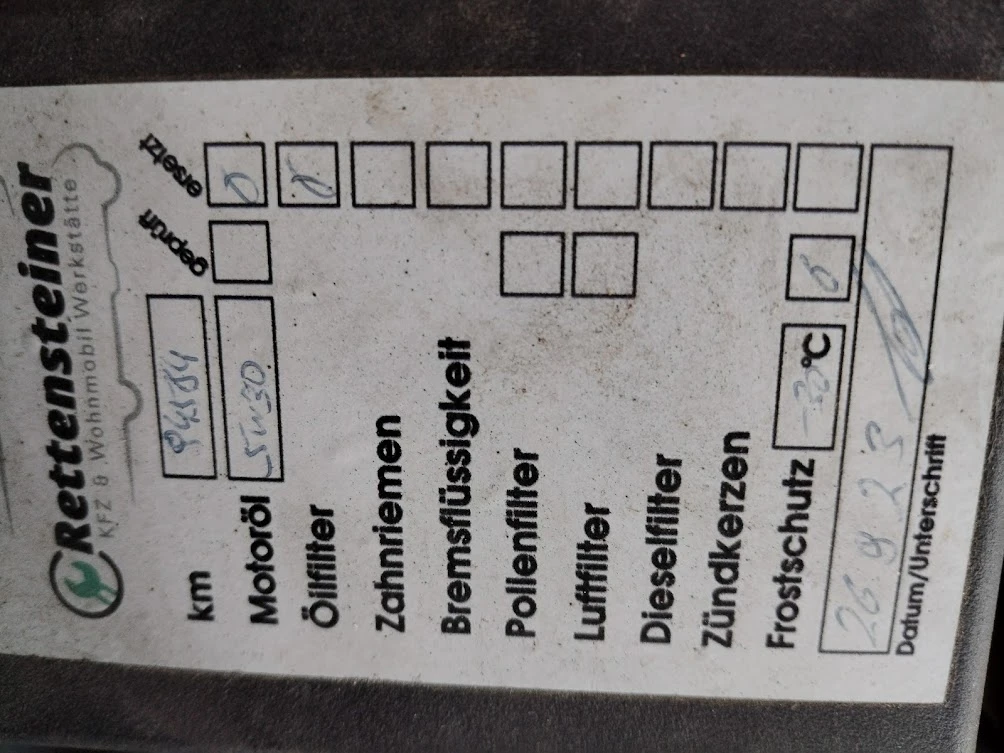 Rettensteiner
KFZ & Wohnmobil Werkstätte
geprüft ersetzt
km
Motoröl 5W30
Ölfilter
Zahnriemen
Bremsflüssigkeit
Pollenfilter
Luftfilter
Dieselfilter
Zündkerzen
Frostschutz -30°C
26 9 23
Datum/Unterschrift